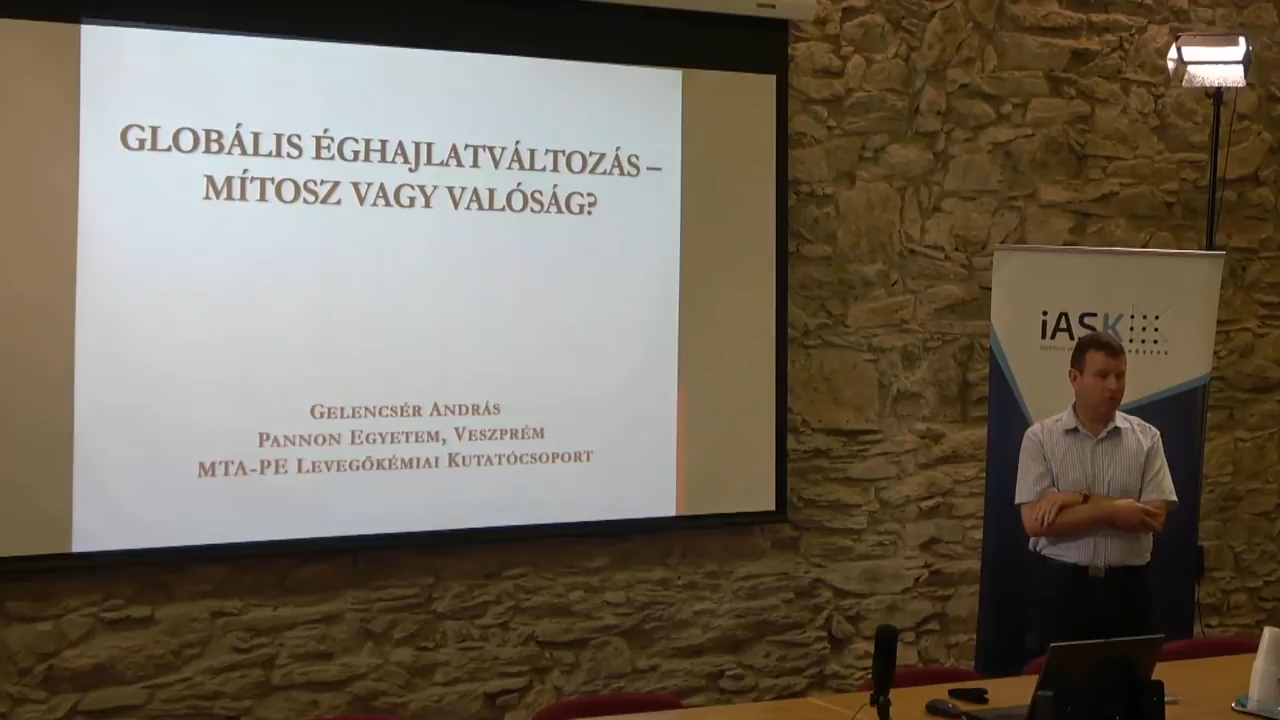 GLOBÁLIS ÉGHAJLATVÁLTOZÁS –
MÍTOSZ VAGY VALÓSÁG?
GELENCSÉR ANDRÁS
PANNON EGYETEM, VESZPRÉM
MTA-PE LEVEGŐKÉMIAI KUTATÓCSOPORT
iASK